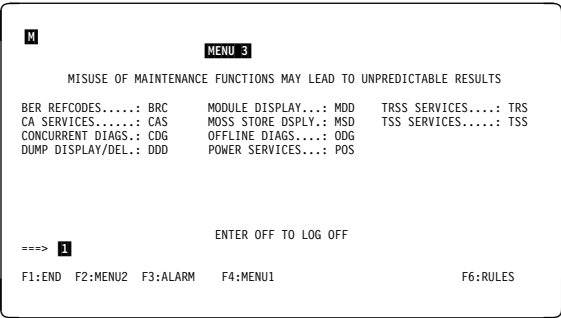 M
MENU 3
MISUSE OF MAINTENANCE FUNCTIONS MAY LEAD TO UNPREDICTABLE RESULTS
BER REFCODES.....: BRC MODULE DISPLAY...: MDD TRSS SERVICES....: TRS
CA SERVICES......: CAS MOSS STORE DSPLY.: MSD TSS SERVICES.....: TSS
CONCURRENT DIAGS.: CDG OFFLINE DIAGS....: ODG
DUMP DISPLAY/DEL.: DDD POWER SERVICES...: POS
ENTER OFF TO LOG OFF
===> 1
F1:END F2:MENU2 F3:ALARM F4:MENU1 F6:RULES